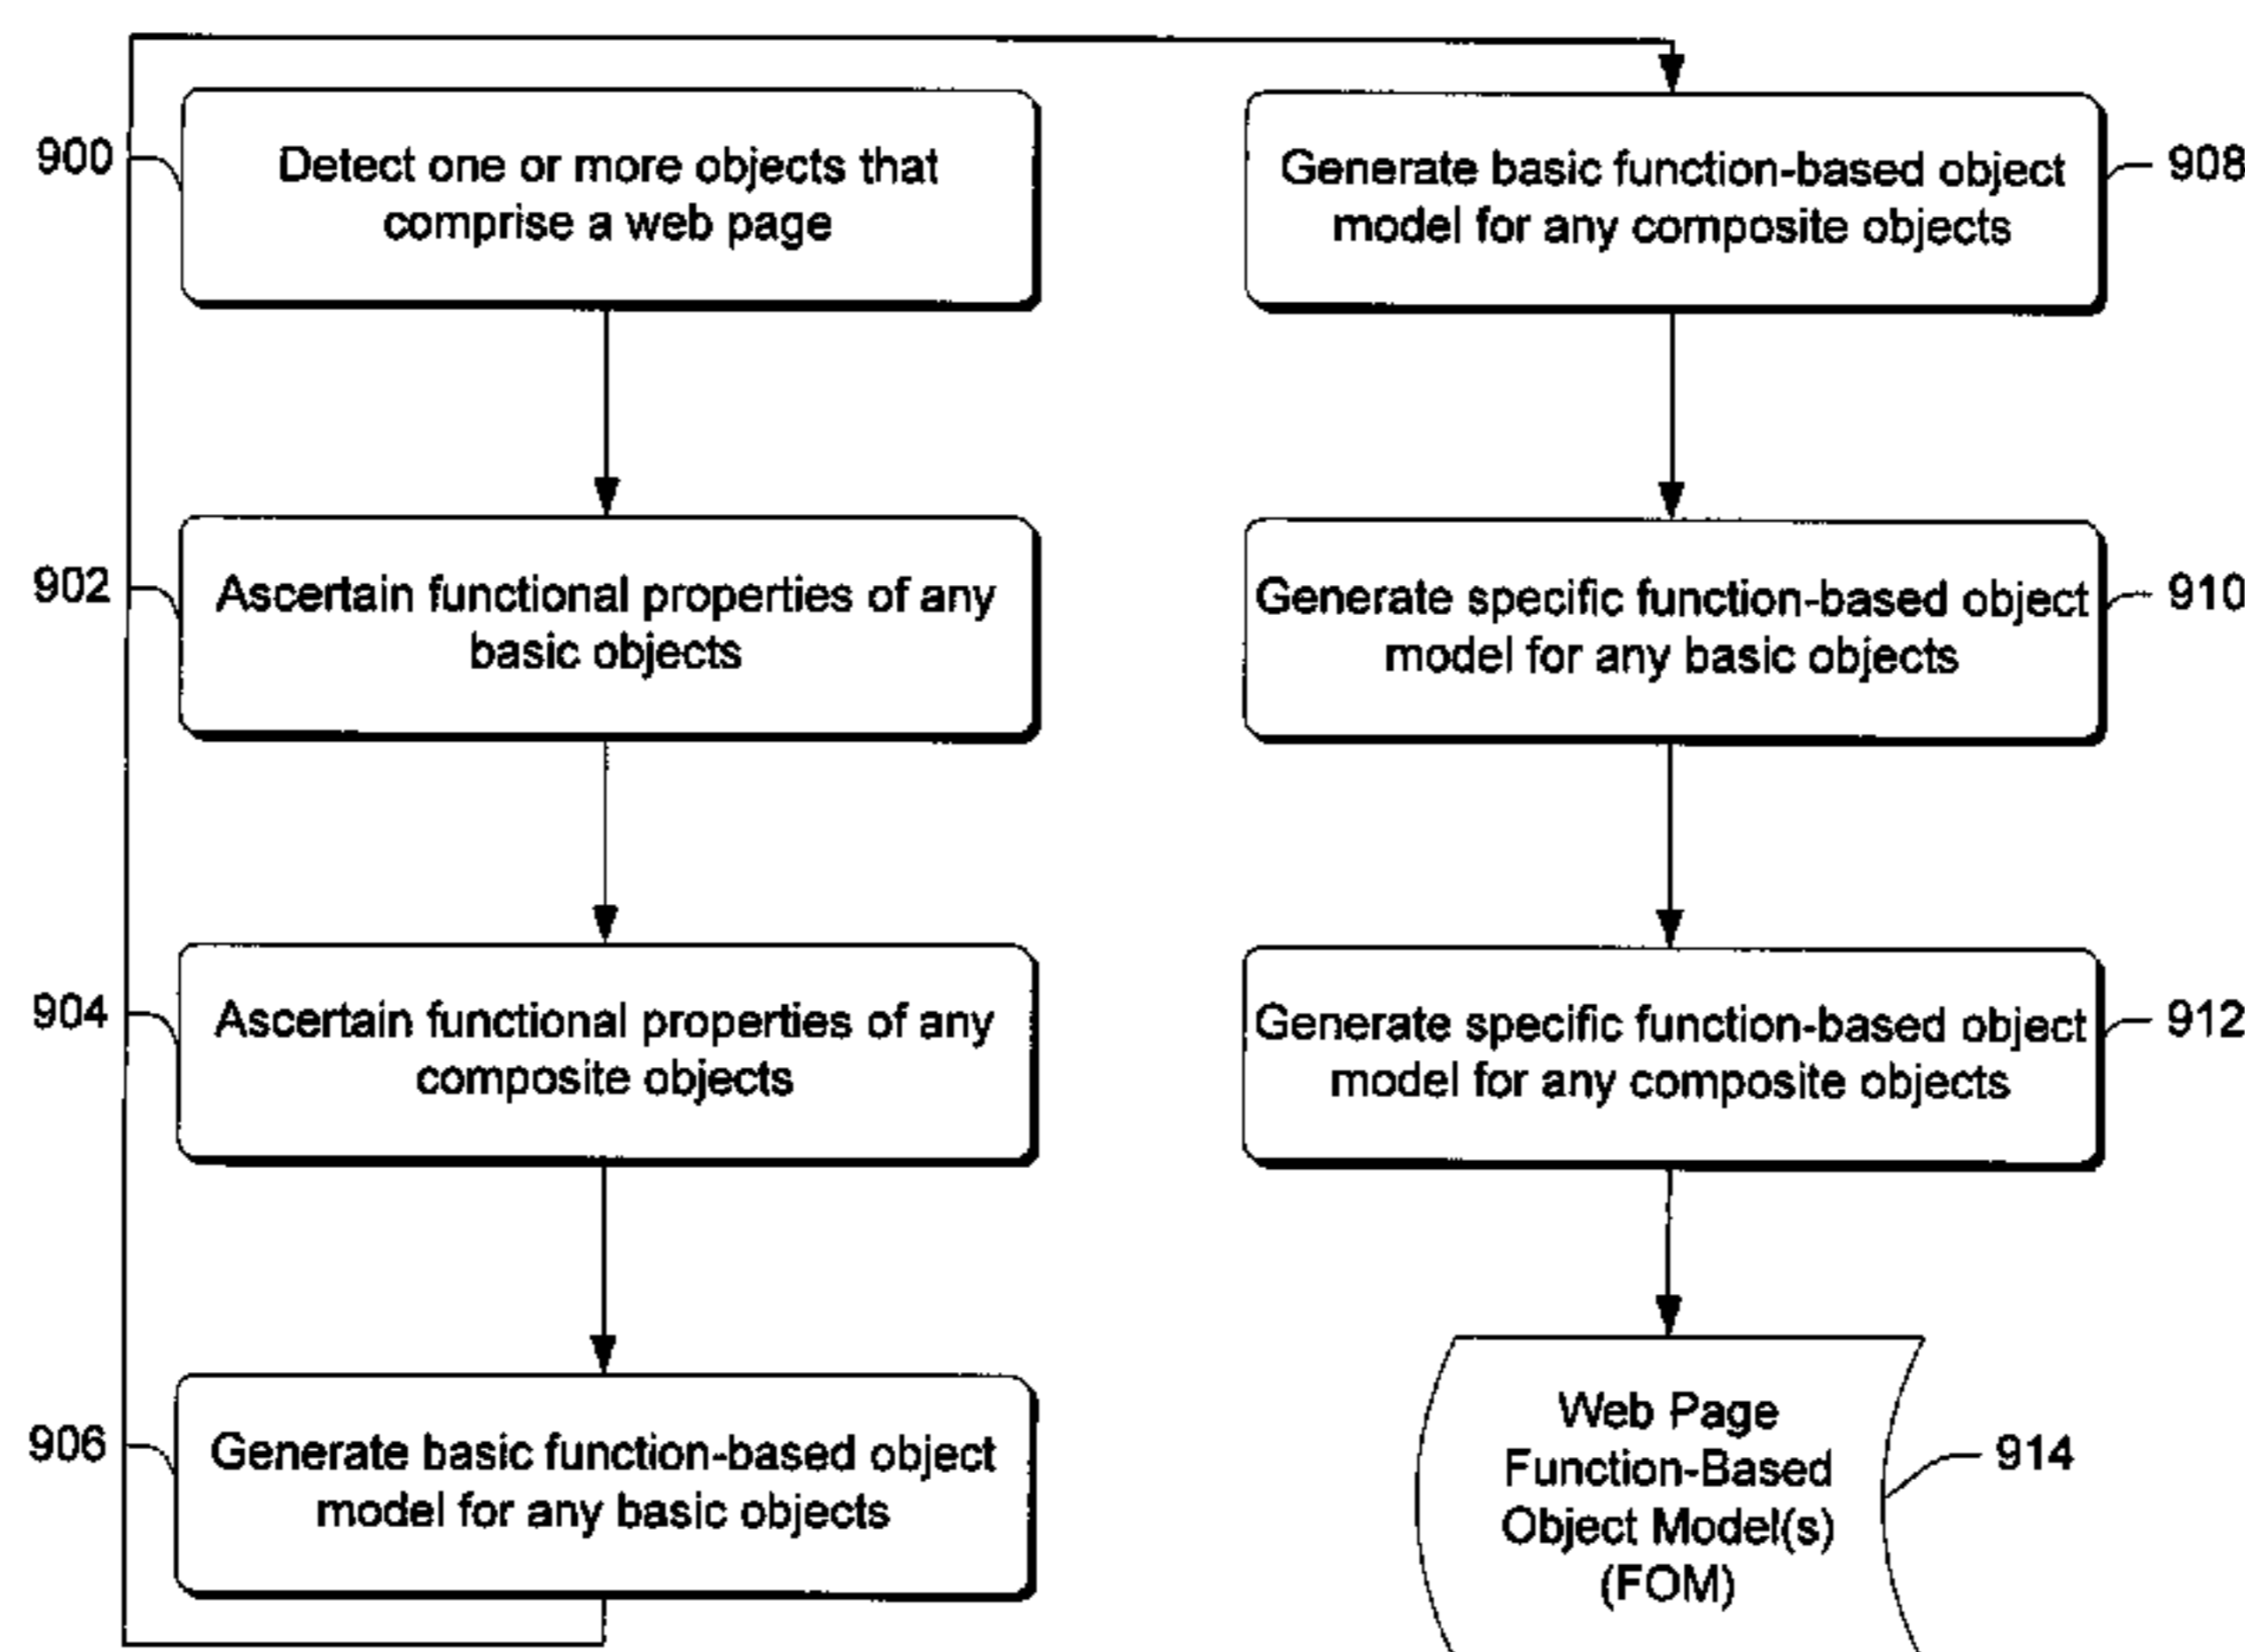 900
Detect one or more objects that
comprise a web page
902
Ascertain functional properties of any
basic objects
904
Ascertain functional properties of any
composite objects
906
Generate basic function-based object
model for any basic objects
Generate basic function-based object
model for any composite objects
908
Generate specific function-based object
model for any basic objects
910
Generate specific function-based object
model for any composite objects
912
Web Page
Function-Based
Object Model(s)
(FOM)
914